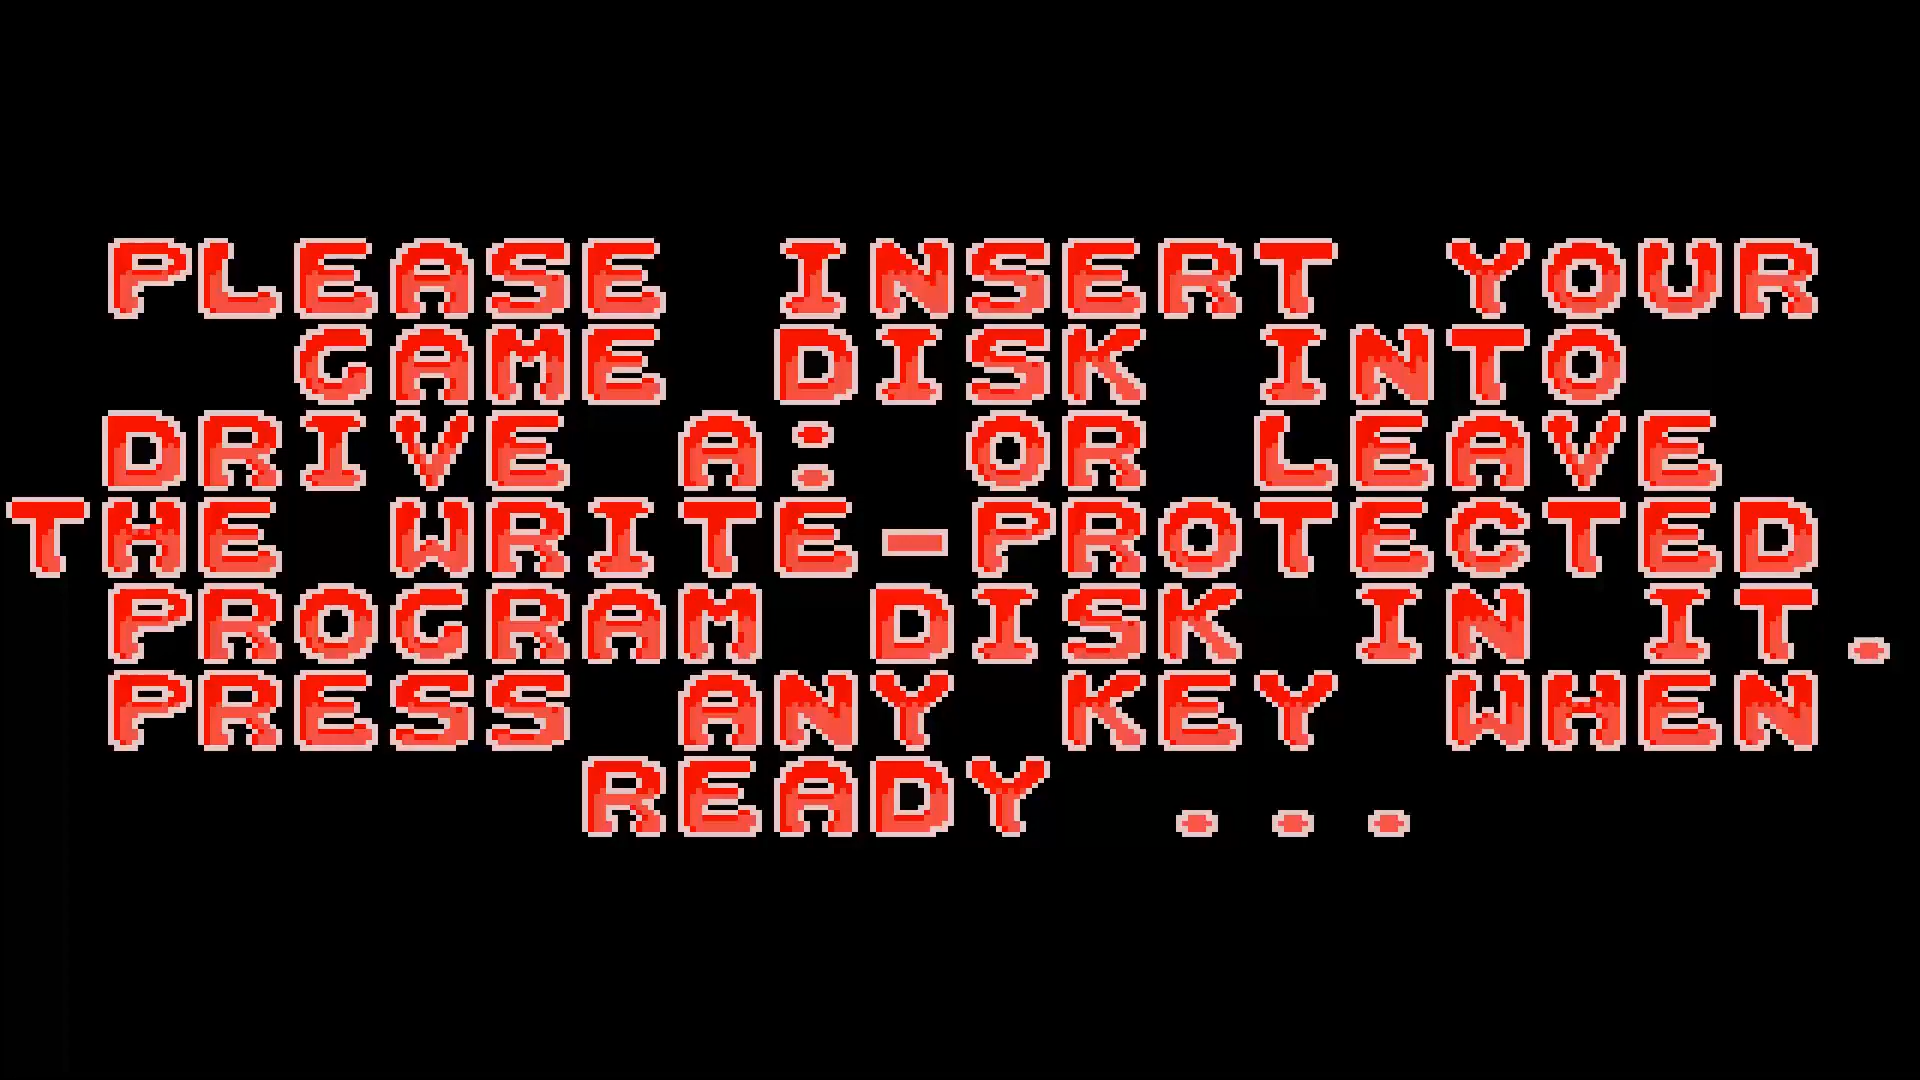 PLEASE INSERT YOUR
GAME DISK INTO
DRIVE A: OR LEAVE
THE WRITE-PROTECTED
PROGRAM DISK IN IT.
PRESS ANY KEY WHEN
READY ...